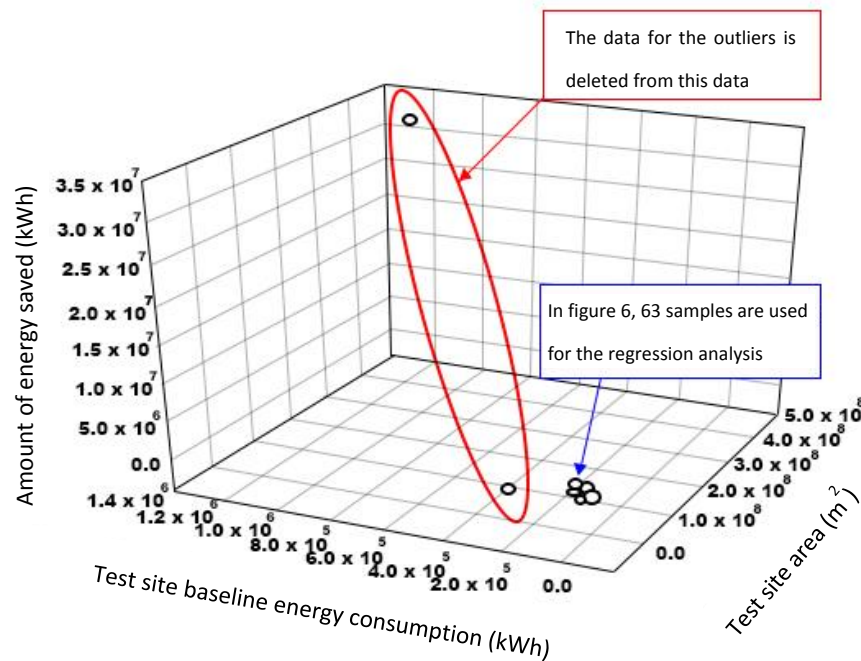 The data for the outliers is
deleted from this data
In figure 6, 63 samples are used
for the regression analysis
Amount of energy saved (kWh)
3.5 x 10^7
3.0 x 10^7
2.5 x 10^7
2.0 x 10^7
1.5 x 10^7
1.0 x 10^7
5.0 x 10^6
0.0
1.4 x 10^6
1.2 x 10^6
1.0 x 10^6
8.0 x 10^5
6.0 x 10^5
4.0 x 10^5
2.0 x 10^5
0.0
Test site baseline energy consumption (kWh)
5.0 x 10^8
4.0 x 10^8
3.0 x 10^8
2.0 x 10^8
1.0 x 10^8
0.0
Test site area (m^2)